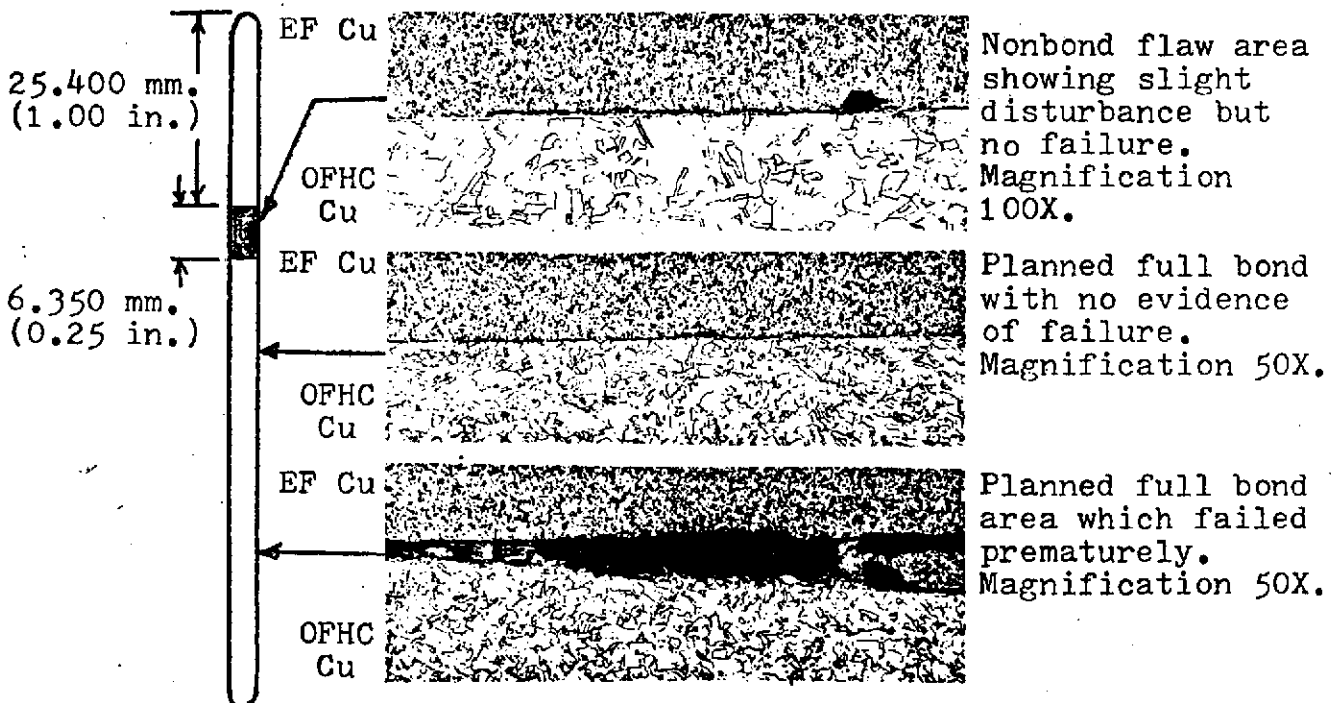 25.400 mm.
(1.00 in.)
6.350 mm.
(0.25 in.)
EF Cu
OFHC
Cu
Nonbond flaw area
showing slight
disturbance but
no failure.
Magnification
100X.
EF Cu
OFHC
Cu
Planned full bond
with no evidence
of failure.
Magnification 50X.
EF Cu
OFHC
Cu
Planned full bond
area which failed
prematurely.
Magnification 50X.